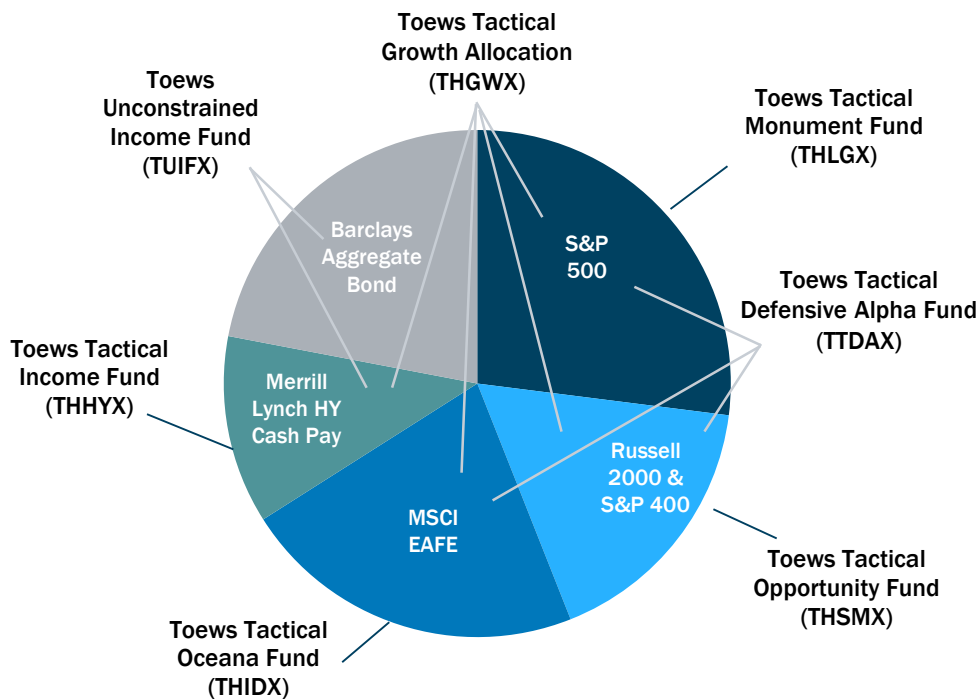 Toews Tactical
Growth Allocation
(THGWX)
Toews
Unconstrained
Income Fund
(TUIFX)
Toews Tactical
Monument Fund
(THLGX)
Barclays
Aggregate
Bond
S&P
500
Toews Tactical
Defensive Alpha Fund
(TTDAX)
Toews Tactical
Income Fund
(THHYX)
Merrill
Lynch HY
Cash Pay
Russell
2000 &
S&P 400
MSCI
EAFE
Toews Tactical
Opportunity Fund
(THSMX)
Toews Tactical
Oceana Fund
(THIDX)